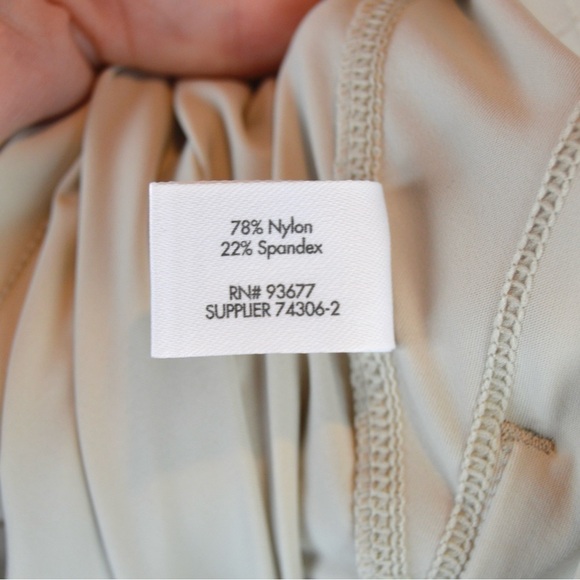 78% Nylon
22% Spandex
RN# 93677
SUPPLIER 74306-2